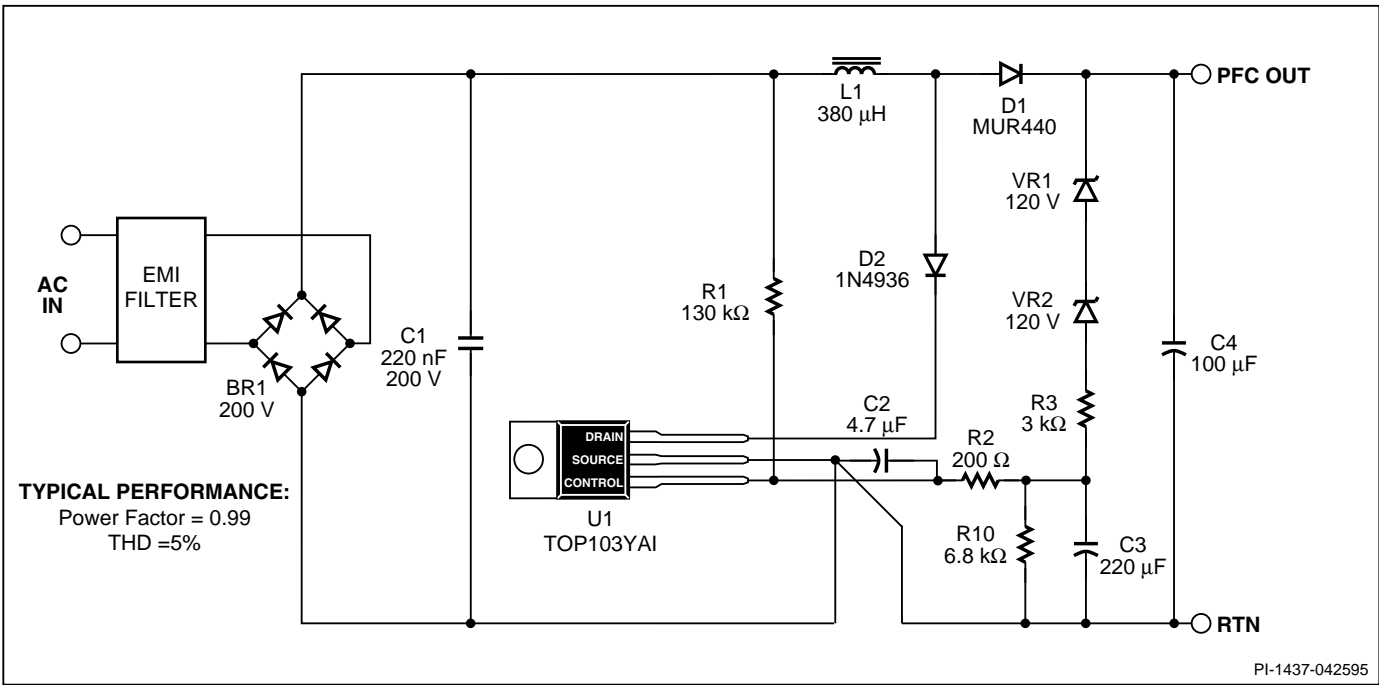 PFC OUT
L1
380 µH
D1
MUR440
VR1
120 V
AC
IN
EMI
FILTER
D2
1N4936
R1
130 kΩ
VR2
120 V
C1
220 nF
200 V
C4
100 µF
BR1
200 V
C2
4.7 µF
R3
3 kΩ
DRAIN
SOURCE
CONTROL
R2
200 Ω
TYPICAL PERFORMANCE:
Power Factor = 0.99
THD =5%
U1
TOP103YAI
R10
6.8 kΩ
C3
220 µF
RTN
PI-1437-042595